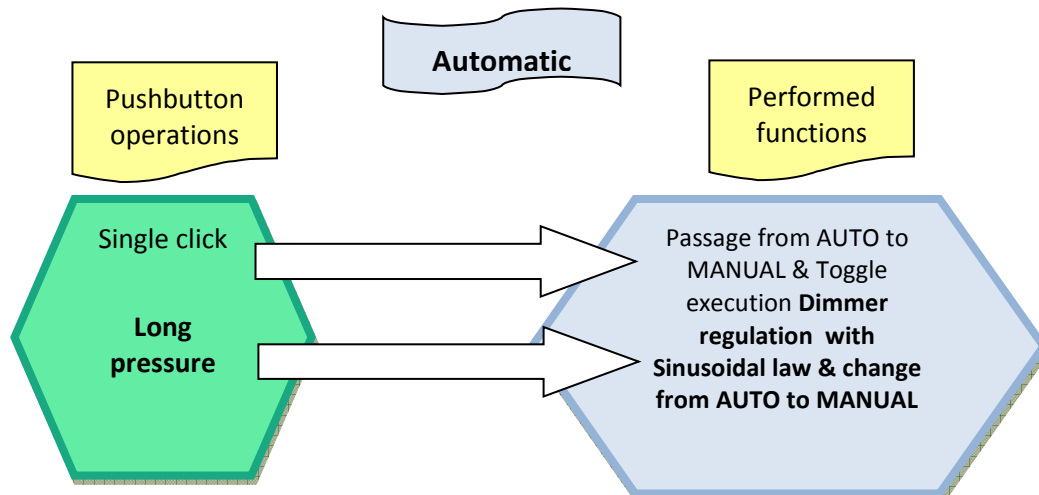 Automatic
Pushbutton
operations
Performed
functions
Single click
Long
pressure
Passage from AUTO to
MANUAL & Toggle
execution Dimmer
regulation with
Sinusoidal law & change
from AUTO to MANUAL